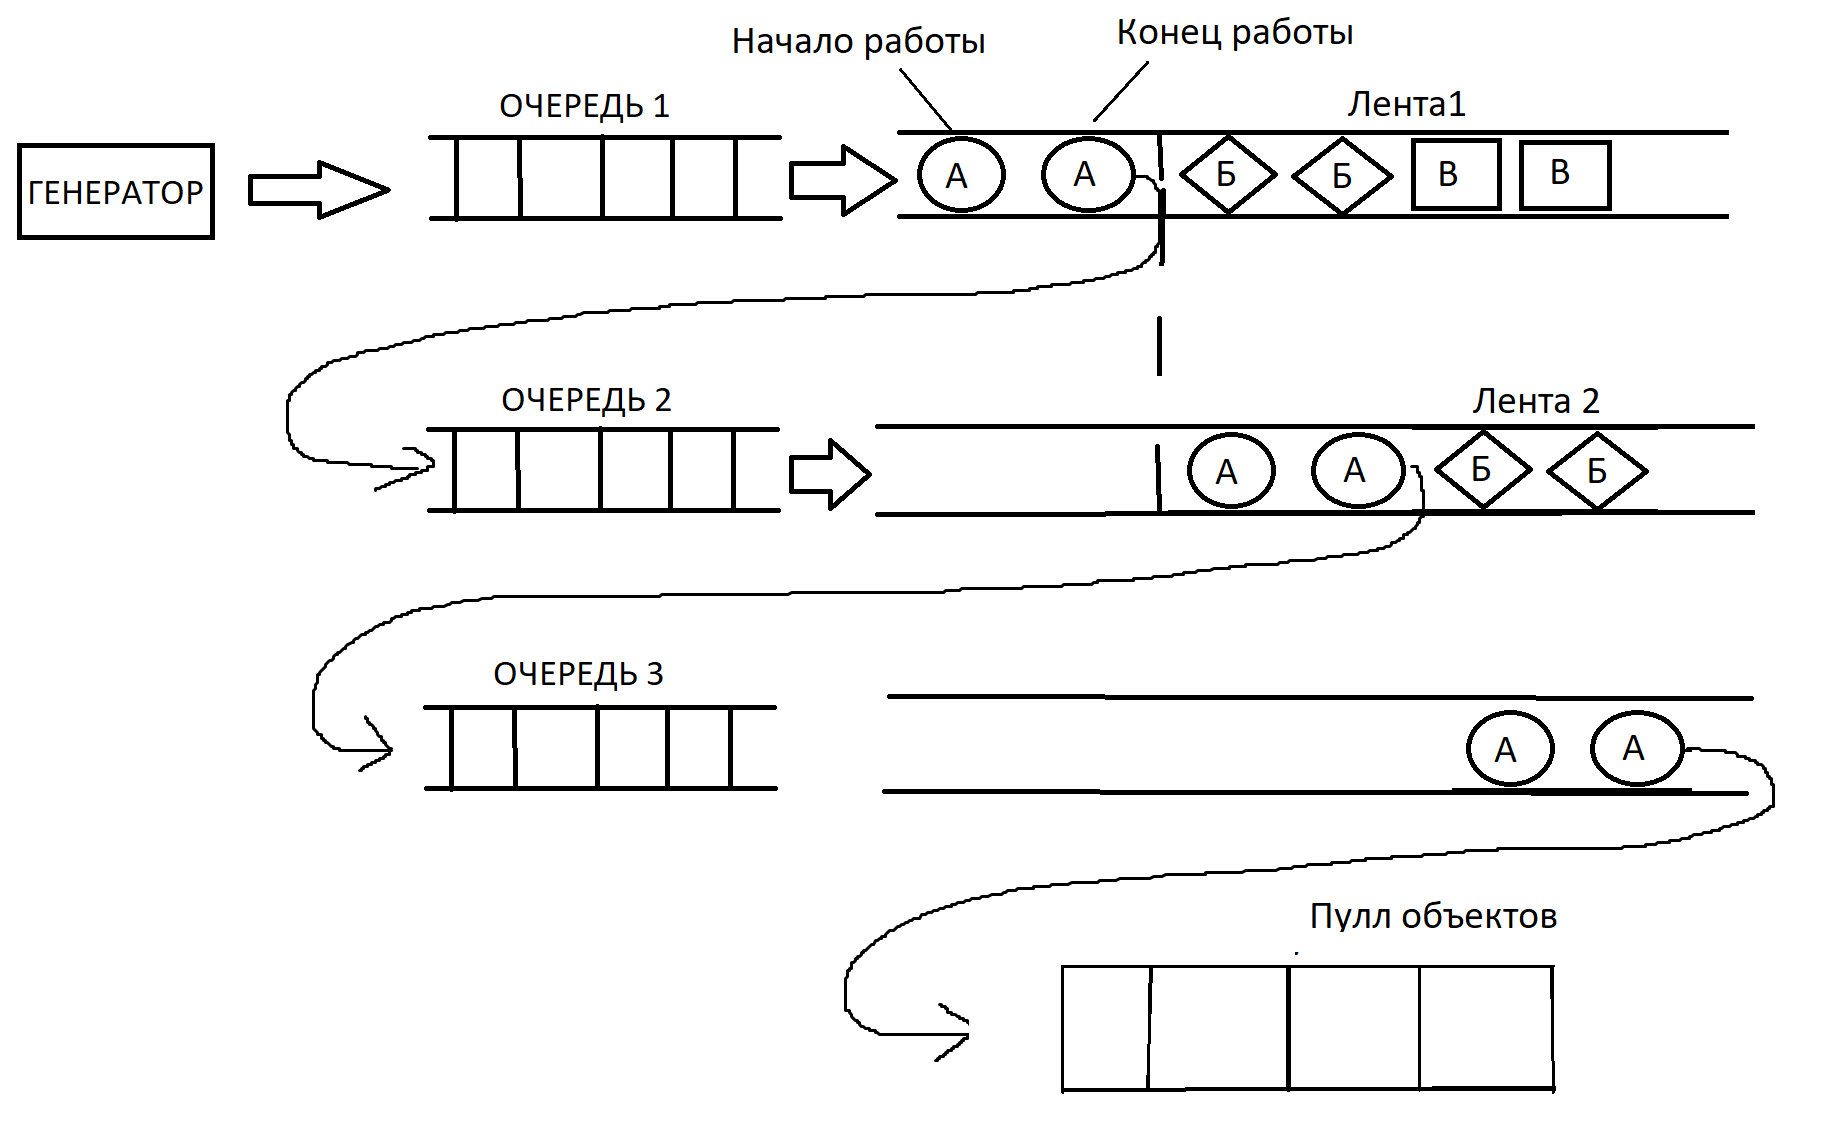 Начало работы
Конец работы
ОЧЕРЕДЬ 1
Лента1
ГЕНЕРАТОР
А А Б Б В В
ОЧЕРЕДЬ 2
Лента 2
А А Б Б
ОЧЕРЕДЬ 3
А А
Пулл объектов